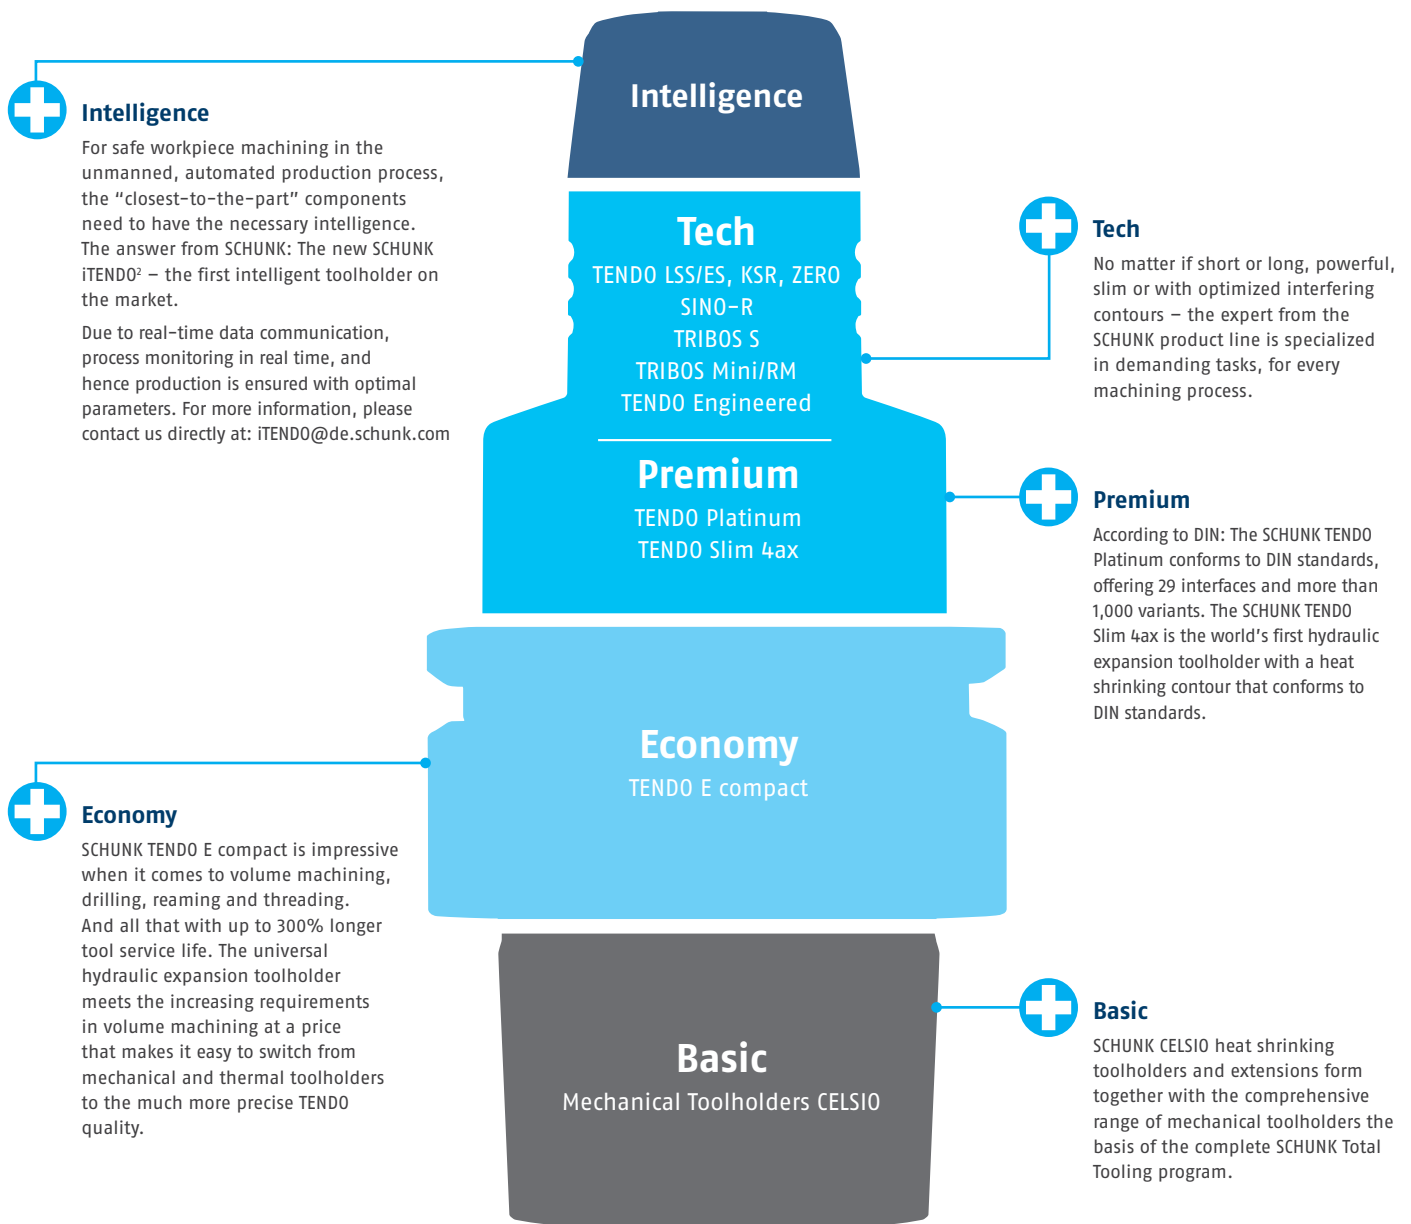 Intelligence
Intelligence
For safe workpiece machining in the
unmanned, automated production process,
the “closest-to-the-part” components
need to have the necessary intelligence.
The answer from SCHUNK: The new SCHUNK
iTENDO² – the first intelligent toolholder on
the market.
Due to real-time data communication,
process monitoring in real time, and
hence production is ensured with optimal
parameters. For more information, please
contact us directly at: iTENDO@de.schunk.com
Tech
TENDO LSS/ES, KSR, ZERO
SINO-R
TRIBOS S
TRIBOS Mini/RM
TENDO Engineered
Tech
No matter if short or long, powerful,
slim or with optimized interfering
contours – the expert from the
SCHUNK product line is specialized
in demanding tasks, for every
machining process.
Premium
TENDO Platinum
TENDO Slim 4ax
Premium
According to DIN: The SCHUNK TENDO
Platinum conforms to DIN standards,
offering 29 interfaces and more than
1,000 variants. The SCHUNK TENDO
Slim 4ax is the world's first hydraulic
expansion toolholder with a heat
shrinking contour that conforms to
DIN standards.
Economy
TENDO E compact
Economy
SCHUNK TENDO E compact is impressive
when it comes to volume machining,
drilling, reaming and threading.
And all that with up to 300% longer
tool service life. The universal
hydraulic expansion toolholder
meets the increasing requirements
in volume machining at a price
that makes it easy to switch from
mechanical and thermal toolholders
to the much more precise TENDO
quality.
Basic
Mechanical Toolholders CELSIO
Basic
SCHUNK CELSIO heat shrinking
toolholders and extensions form
together with the comprehensive
range of mechanical toolholders the
basis of the complete SCHUNK Total
Tooling program.